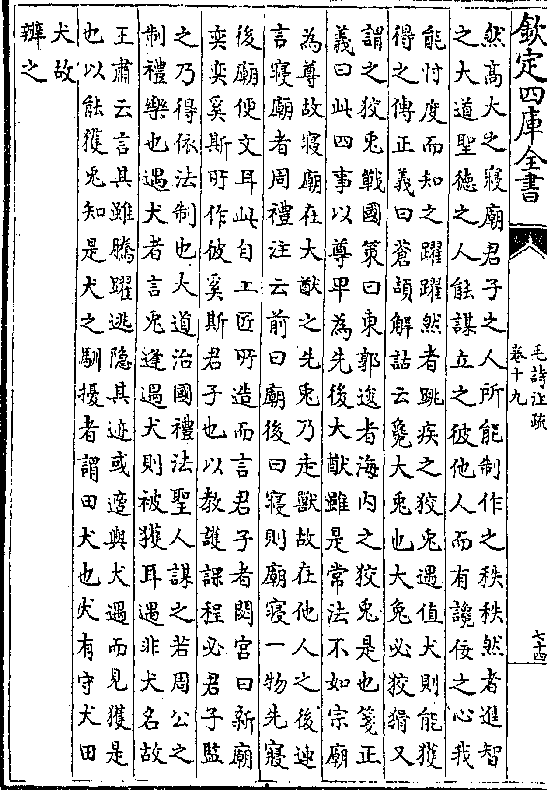 欽定四庫全書
毛詩注疏
卷十九
七十四
然高大之寢廟君子之人所能制作之秩秩然者進智
之大道聖德之人能謀立之彼他人而有讒佞之心我
能忖度而知之躍躍然者跳疾之狡兎遇值犬則能獲
得之傳正義曰蒼頡解詁云毚大兎也大兔必狡猾又
謂之狡兎戰國策曰東郭逡者海内之狡兎是也箋正
義曰此四事以尊卑為先後大猷雖是常法不如宗廟
為尊故寢廟在大猷之先兎乃走獸故在他人之後連
言寢廟者周禮注云前曰廟後曰寢則廟寢一物先寢
後廟便文耳此自工匠所造而言君子者閟宫曰新廟
奕奕奚斯所作彼奚斯君子也以教護課程必君子監
之乃得依法制也大道治國禮法聖人謀之若周公之
制禮樂也遇犬者言兎逢遇犬則被獲耳遇非犬名故
王肅云言其雖騰躍逃隐其迹或適與犬遇而見獲是
也以能獲兎知是犬之馴擾者謂田犬也犬有守犬田
犬故
辨之